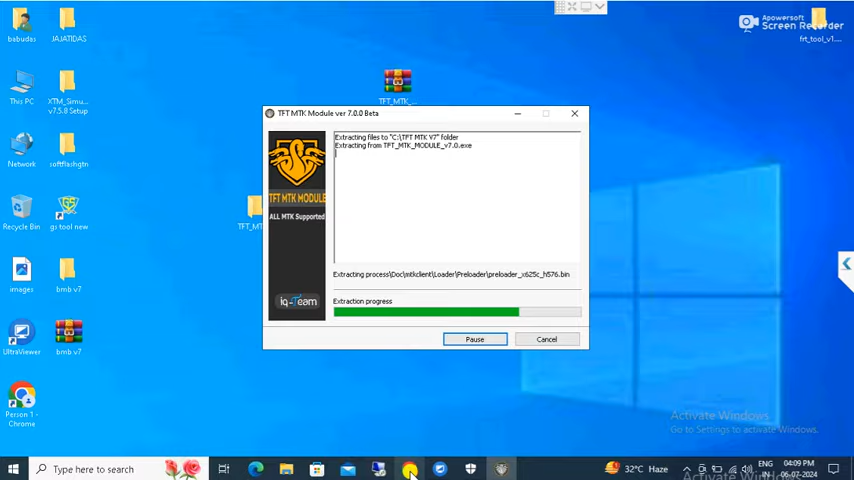 babudas
JAJATIDAS
Apowersoft
Screen Recorder
frt_tool_v1....
This PC
XTM_Simu...
v7.5.8 Setup
TFT_MTK_...
TFT MTK Module ver 7.0.0 Beta
Extracting files to "C:\TFT MTK V7" folder
Extracting from TFT_MTK_MODULE_v7.0.exe
Network
softflashgtn
TFT MTK MODULE
ALL MTK Supported
Recycle Bin
gs tool new
TFT_MT
images
bmb v7
Extracting process\Doc\mtkclient\Loader\Preloader\preloader_x625c_h576.bin
Extraction progress
iq-Team
UltraViewer
bmb v7
Pause
Cancel
Person 1 -
Chrome
Activate Windows
Go to Settings to activate Windows.
Type here to search
32°C Haze
ENG
IN
04:09 PM
06-07-2024
Activate Windows